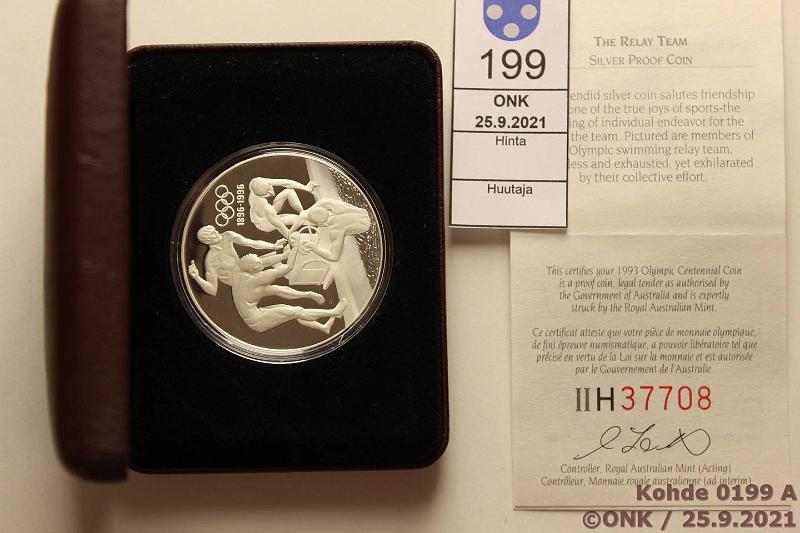 1896-1996
199
ONK
25.9.2021
Hinta
Huutaja
THE RELAY TEAM
SILVER PROOF COIN
endid silver coin salutes friendship
one of the true joys of sports-the
ing of individual endeavor for the
the team. Pictured are members of
Olympic swimming relay team,
less and exhausted, yet exhilarated
by their collective effort.
This certifies your 1993 Olympic Centennial Coin
is a proof coin, legal tender as authorised by
the Government of Australia and is expertly
struck by the Royal Australian Mint.
Ce certificat atteste que votre pièce de monnaie olympique,
de fini épreuve numismatique, a pouvoir libératoire tel que
précisé en vertu de la Loi sur la monnaie et est autorisée
par le Gouvernement de l'Australie.
IIH37708
Controller, Royal Australian Mint (Acting)
Contrôleur, Monnaie royale australienne (ad interim)
Kohde 0199 A
©ONK / 25.9.2021